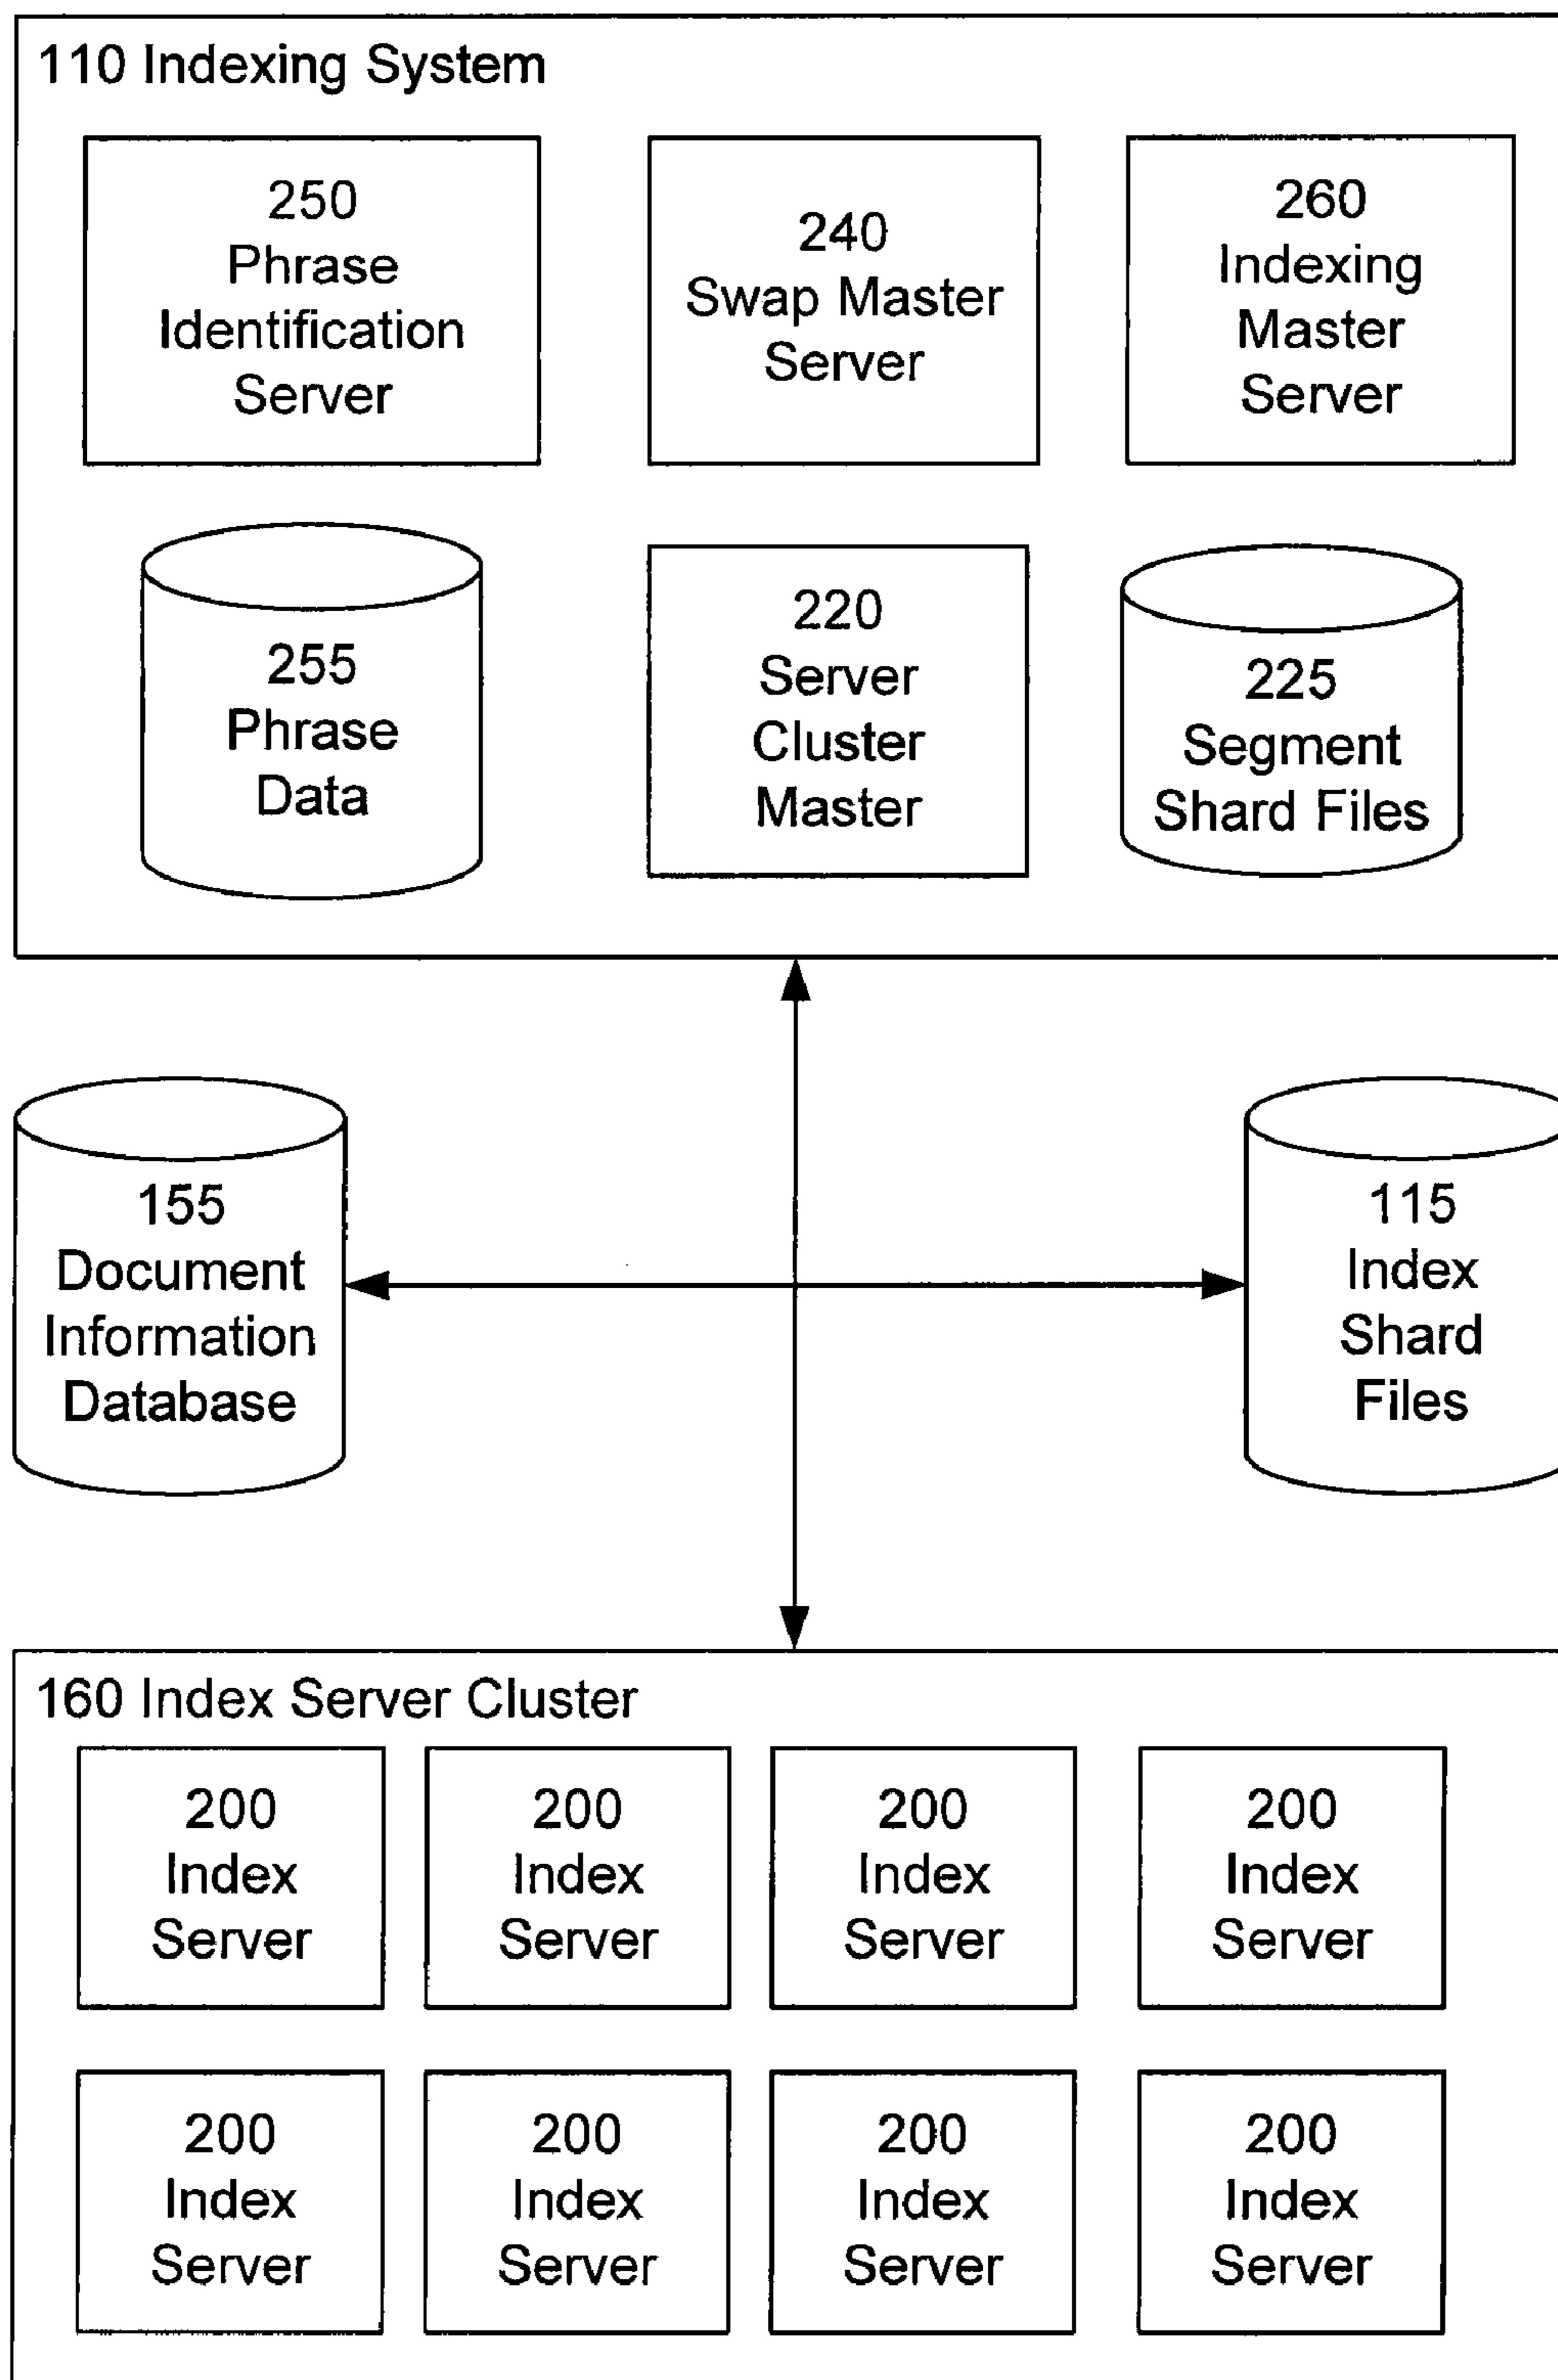 110 Indexing System
250
Phrase
Identification
Server
240
Swap Master
Server
260
Indexing
Master
Server
255
Phrase
Data
220
Server
Cluster
Master
225
Segment
Shard Files
155
Document
Information
Database
115
Index
Shard
Files
160 Index Server Cluster
200
Index
Server
200
Index
Server
200
Index
Server
200
Index
Server
200
Index
Server
200
Index
Server
200
Index
Server
200
Index
Server